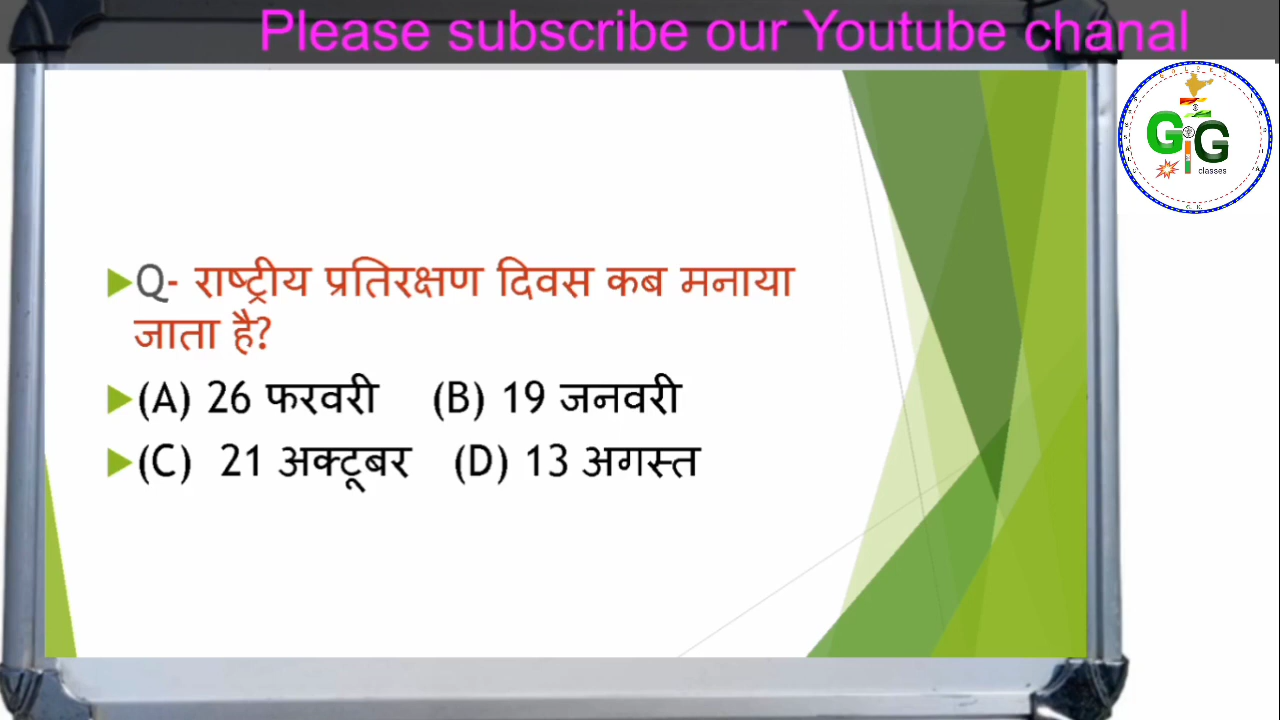 Please subscribe our Youtube chanal
Q- राष्ट्रीय प्रतिरक्षण दिवस कब मनाया
जाता है?
(A) 26 फरवरी (B) 19 जनवरी
(C) 21 अक्टूबर (D) 13 अगस्त
GiG
classes